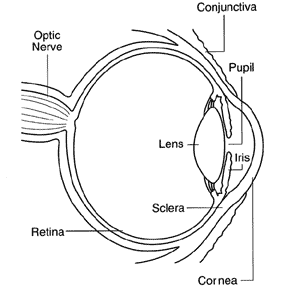 Conjunctiva
Optic
Nerve
Pupil
Lens
Iris
Sclera
Retina
Cornea